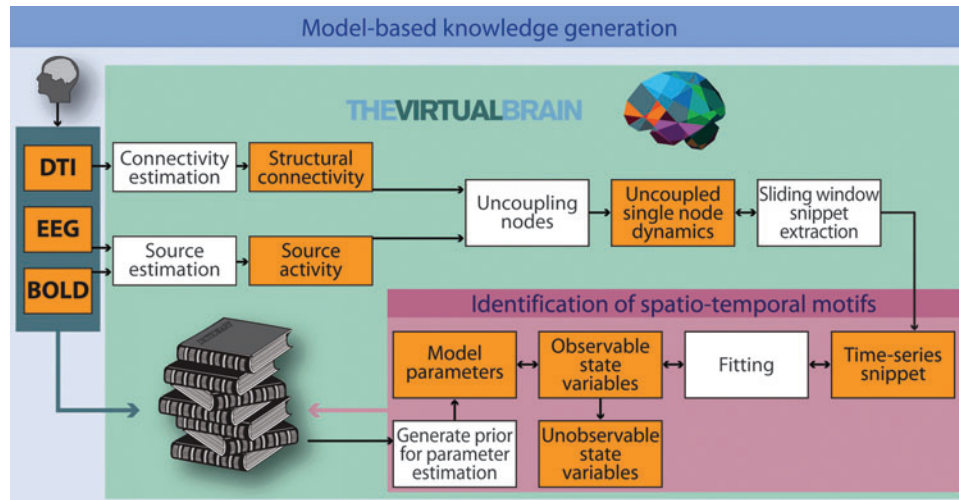 Model-based knowledge generation
THEVIRTUALBRAIN
DTI
Connectivity
estimation
Structural
connectivity
EEG
BOLD
Source
estimation
Source
activity
Uncoupling
nodes
Uncoupled
single node
dynamics
Sliding window
snippet
extraction
Identification of spatio-temporal motifs
Model
parameters
Observable
state
variables
Fitting
Time-series
snippet
Generate prior
for parameter
estimation
Unobservable
state
variables